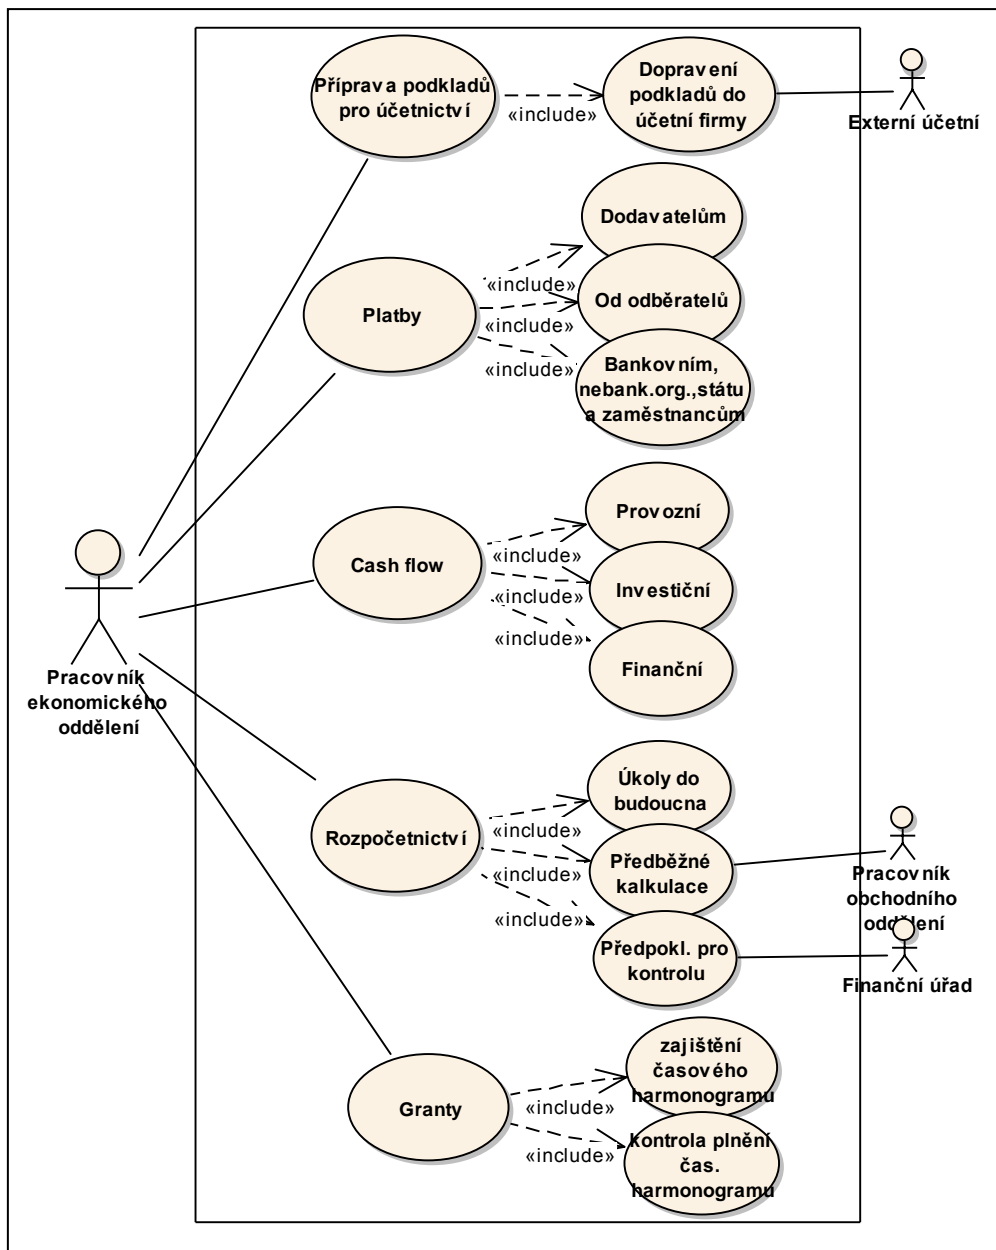 Příprava podkladů
pro účetnictví
«include»
Dopravení
podkladů do
účetní firmy
Externí účetní
Platby
«include»
«include»
«include»
Dodavatelům
Od odběratelů
Bankovním,
nebank.org.,státu
a zaměstnancům
Cash flow
«include»
«include»
«include»
Provozní
Investiční
Finanční
Pracovník
ekonomického
oddělení
Rozpočetnictví
«include»
«include»
«include»
Úkoly do
budoucna
Předběžné
kalkulace
Předpokl. pro
kontrolu
Pracovník
obchodního
oddělení
Finanční úřad
Granty
«include»
«include»
zajištění
časového
harmonogramu
kontrola plnění
čas.
harmonogramu